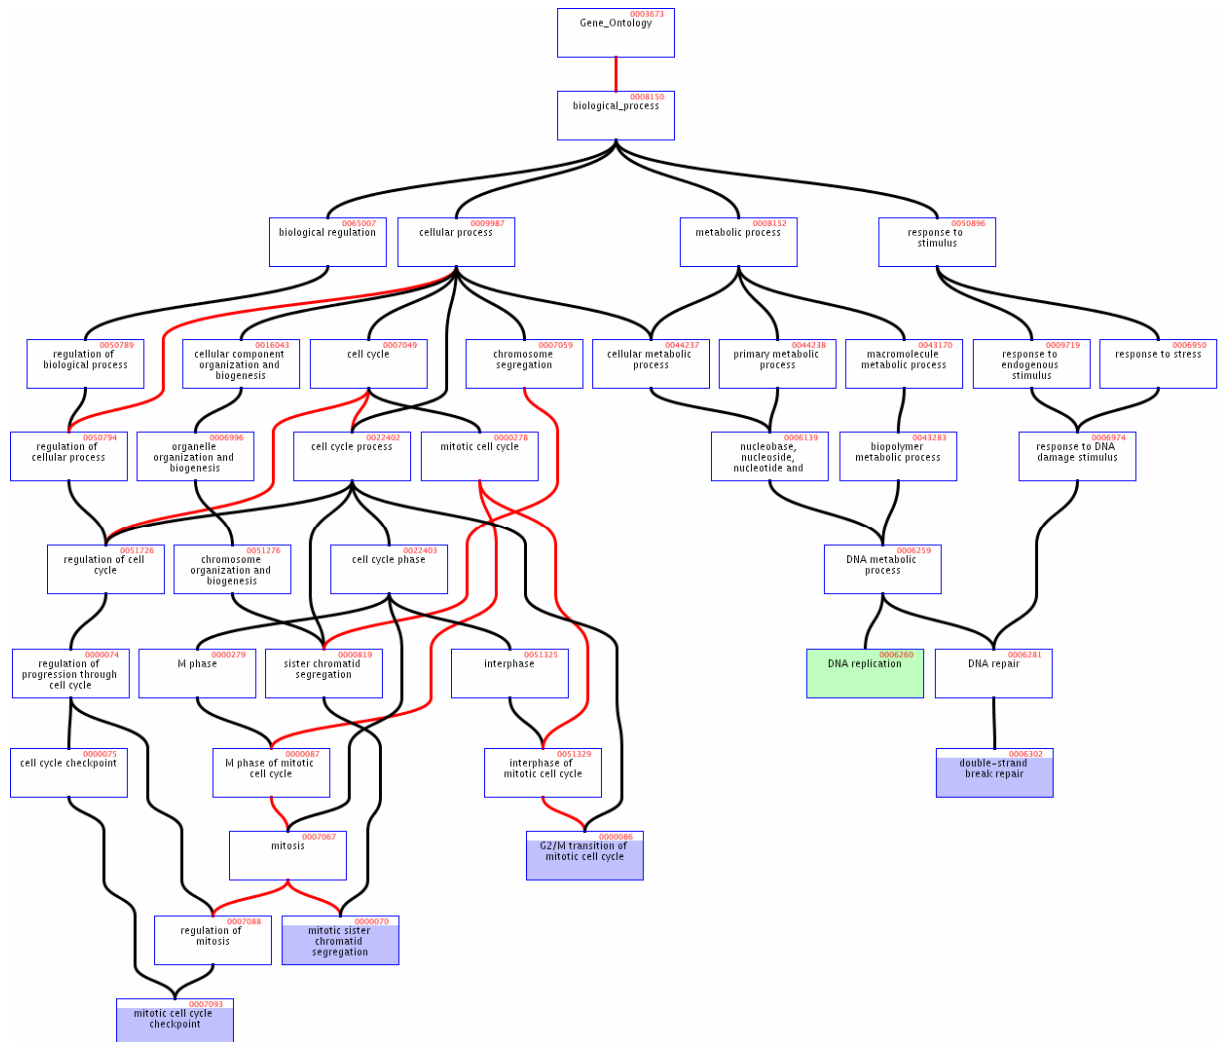 0003673
Gene_Ontology
0008150
biological_process
0065007
biological regulation
0009987
cellular process
0008152
metabolic process
0050896
response to
stimulus
0050789
regulation of
biological process
0016043
cellular component
organization and
biogenesis
0007049
cell cycle
0007059
chromosome
segregation
0044237
cellular metabolic
process
0044238
primary metabolic
process
0043170
macromolecule
metabolic process
0009719
response to
endogenous
stimulus
0006950
response to stress
0050794
regulation of
cellular process
0006996
organelle
organization and
biogenesis
0022402
cell cycle process
0000278
mitotic cell cycle
0006139
nucleobase,
nucleoside,
nucleotide and
0043283
biopolymer
metabolic process
0006974
response to DNA
damage stimulus
0051726
regulation of cell
cycle
0051276
chromosome
organization and
biogenesis
0022403
cell cycle phase
0006259
DNA metabolic
process
0000074
regulation of
progression through
cell cycle
0000279
M phase
0000819
sister chromatid
segregation
0051325
interphase
0006260
DNA replication
0006281
DNA repair
0000075
cell cycle checkpoint
0000087
M phase of mitotic
cell cycle
0051329
interphase of
mitotic cell cycle
0006302
double-strand
break repair
0007067
mitosis
0000086
G2/M transition of
mitotic cell cycle
0007088
regulation of
mitosis
0000070
mitotic sister
chromatid
segregation
0007093
mitotic cell cycle
checkpoint